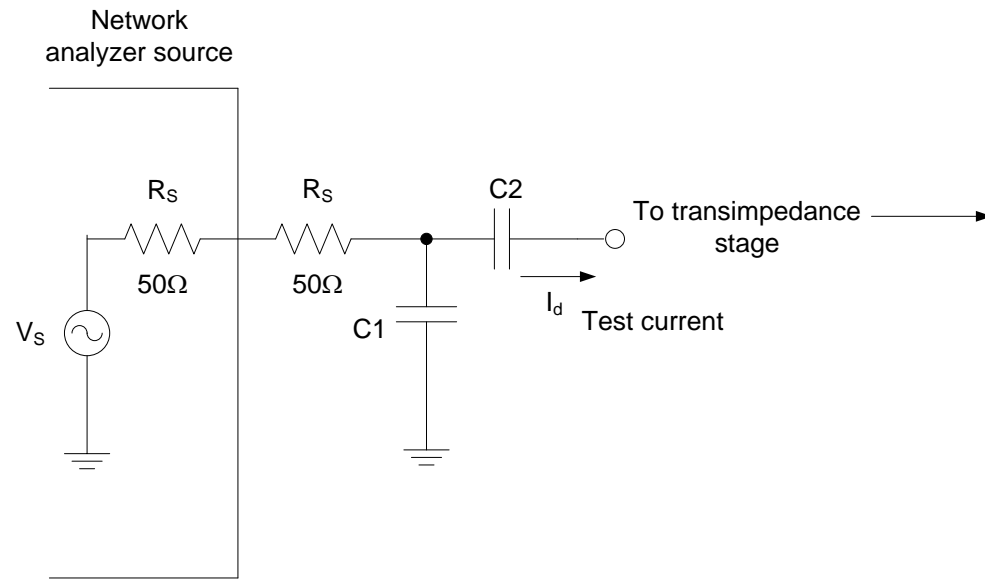 Network
analyzer source
R_S
R_S
C2
To transimpedance
stage
50Ω
50Ω
I_d
Test current
V_S
C1